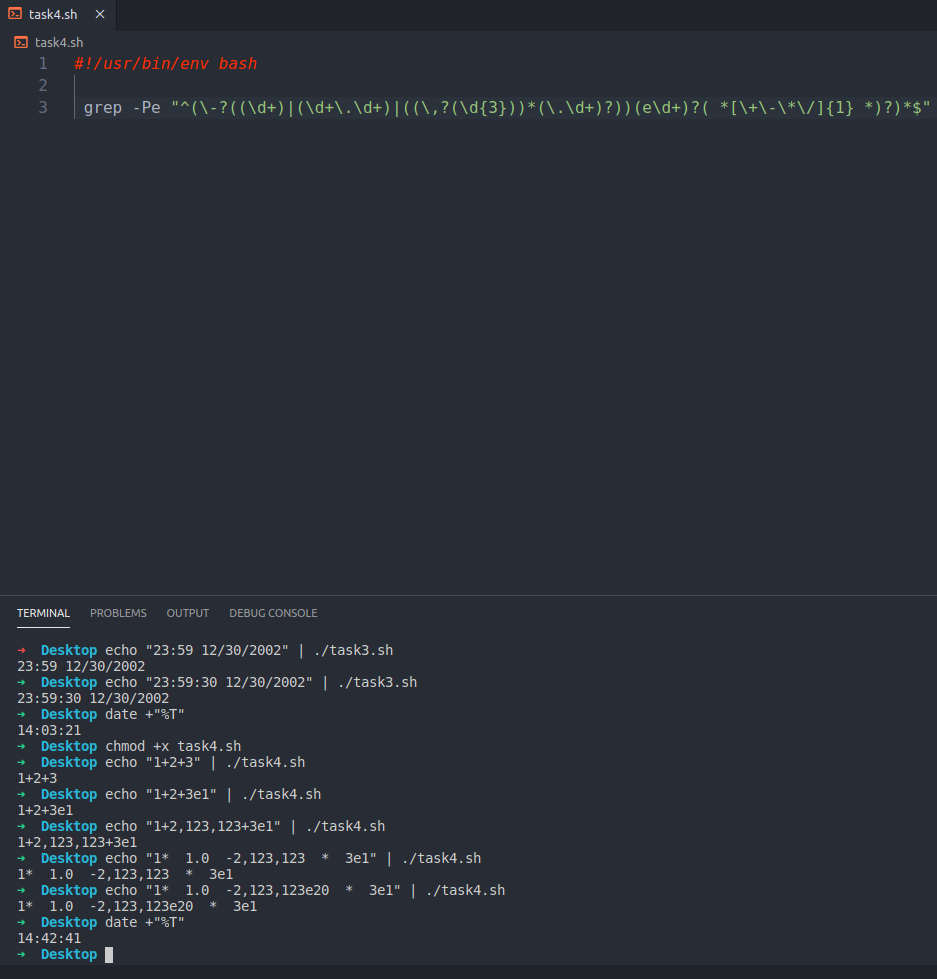 task4.sh ×
task4.sh
1 #!/usr/bin/env bash
2
3 grep -Pe "^(\-?((\d+)|(\d+\.\d+)|((\,?(\d{3}))*(\.\d+)?))(e\d+)?( *[\+\-\*\/]{1} *)?)*$"
TERMINAL PROBLEMS OUTPUT DEBUG CONSOLE
➜ Desktop echo "23:59 12/30/2002" | ./task3.sh
23:59 12/30/2002
➜ Desktop echo "23:59:30 12/30/2002" | ./task3.sh
23:59:30 12/30/2002
➜ Desktop date +"%T"
14:03:21
➜ Desktop chmod +x task4.sh
➜ Desktop echo "1+2+3" | ./task4.sh
1+2+3
➜ Desktop echo "1+2+3e1" | ./task4.sh
1+2+3e1
➜ Desktop echo "1+2,123,123+3e1" | ./task4.sh
1+2,123,123+3e1
➜ Desktop echo "1*  1.0  -2,123,123  *  3e1" | ./task4.sh
1*  1.0  -2,123,123  *  3e1
➜ Desktop echo "1*  1.0  -2,123,123e20  *  3e1" | ./task4.sh
1*  1.0  -2,123,123e20  *  3e1
➜ Desktop date +"%T"
14:42:41
➜ Desktop